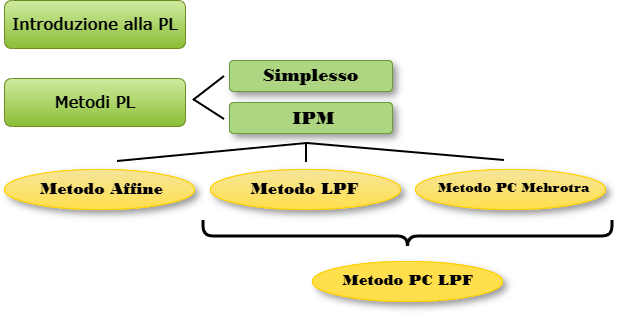 Introduzione alla PL
Simplesso
Metodi PL
IPM
Metodo Affine
Metodo LPF
Metodo PC Mehrotra
Metodo PC LPF